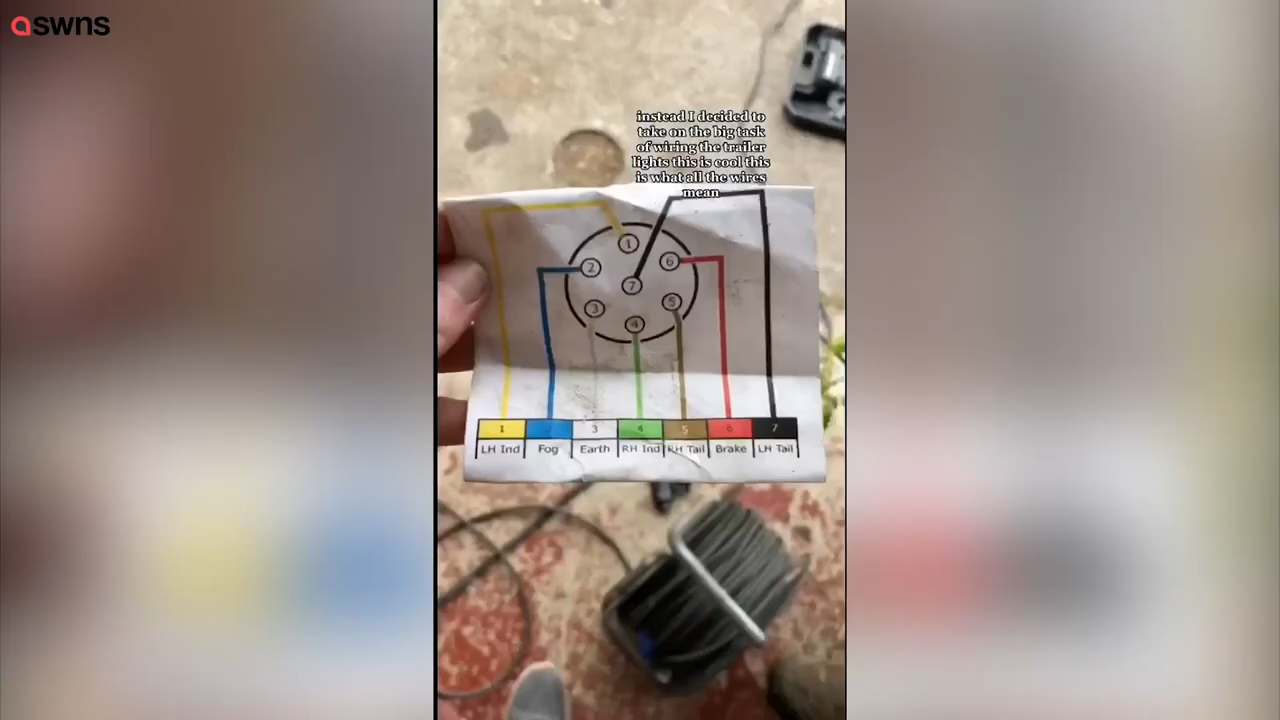 swns
instead I decided to
take on the big task
of wiring the trailer
lights this is cool this
is what all the wires
mean
1
2
6
7
3
5
4
1 2 3 4 5 6 7
LH Ind Fog Earth RH Ind RH Tail Brake LH Tail